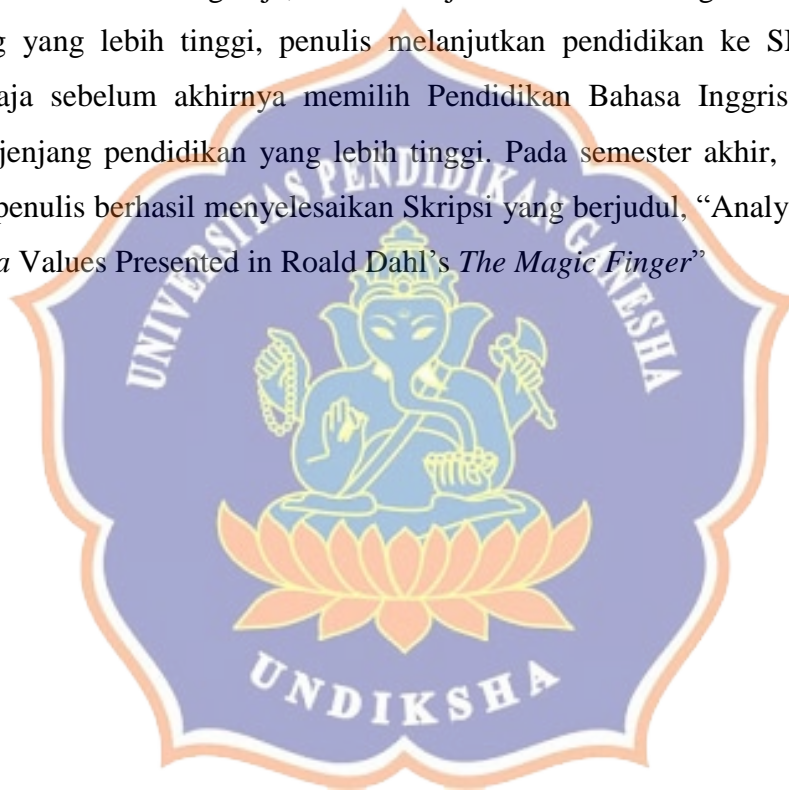 yang lebih tinggi, penulis melanjutkan pendidikan ke
sebelum akhirnya memilih Pendidikan Bahasa Inggris
jenjang pendidikan yang lebih tinggi. Pada semester akhir,
penulis berhasil menyelesaikan Skripsi yang berjudul, “Analy
a Values Presented in Roald Dahl’s The Magic Finger”
UNIVERSITAS PENDIDIKAN GANESHA
UNDIKSHA